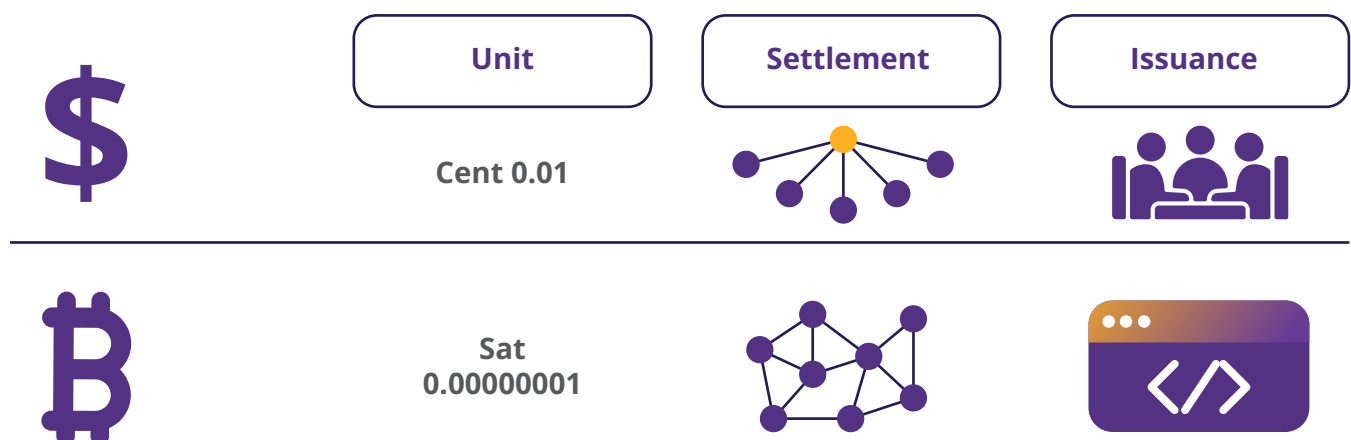 $
Unit
Settlement
Issuance
Cent 0.01
Sat
0.00000001
</>